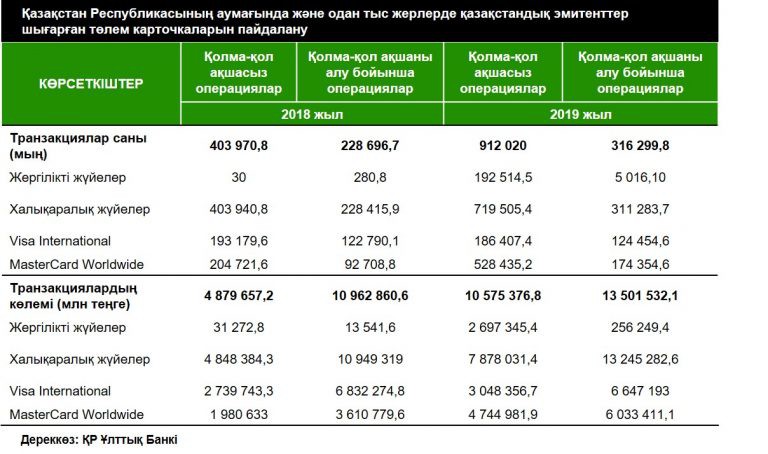 Қазақстан Республикасының аумағында және одан тыс жерлерде қазақстандық эмитенттер
шығарған төлем карточкаларын пайдалану
КӨРСЕТКІШТЕР
Қолма-қол ақшасыз операциялар
Қолма-қол ақшаны алу бойынша операциялар
Қолма-қол ақшасыз операциялар
Қолма-қол ақшаны алу бойынша операциялар
2018 жыл 2019 жыл
Транзакциялар саны (мың) 403 970,8 228 696,7 912 020 316 299,8
Жергілікті жүйелер 30 280,8 192 514,5 5 016,10
Халықаралық жүйелер 403 940,8 228 415,9 719 505,4 311 283,7
Visa International 193 179,6 122 790,1 186 407,4 124 454,6
MasterCard Worldwide 204 721,6 92 708,8 528 435,2 174 354,6
Транзакциялардың көлемі (млн теңге) 4 879 657,2 10 962 860,6 10 575 376,8 13 501 532,1
Жергілікті жүйелер 31 272,8 13 541,6 2 697 345,4 256 249,4
Халықаралық жүйелер 4 848 384,3 10 949 319 7 878 031,4 13 245 282,6
Visa International 2 739 743,3 6 832 274,8 3 048 356,7 6 647 193
MasterCard Worldwide 1 980 633 3 610 779,6 4 744 981,9 6 033 411,1
Дереккөз: ҚР Ұлттық Банкі